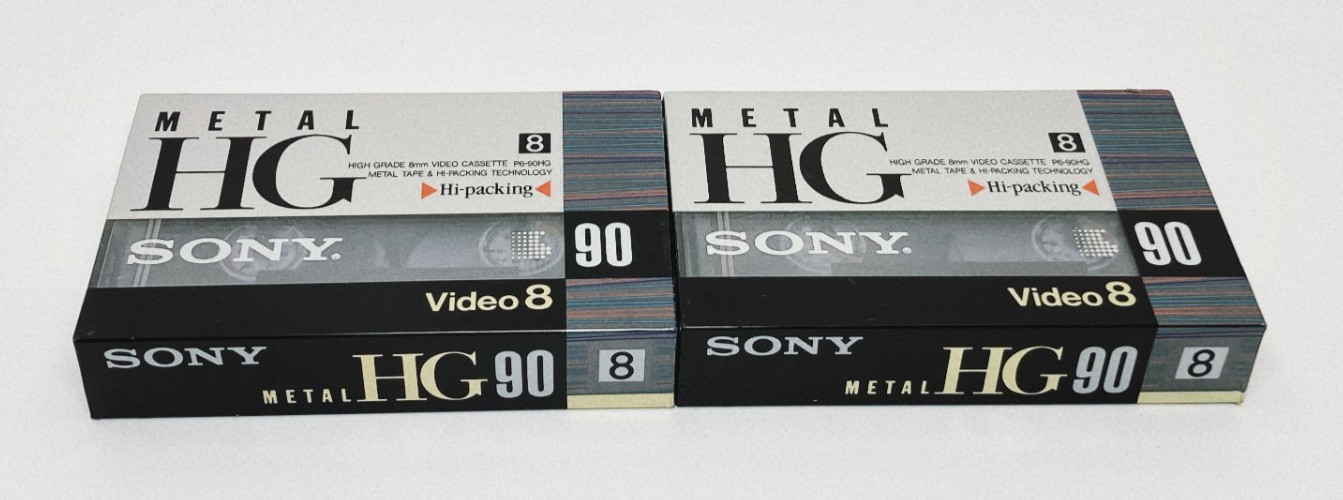 METAL
HG
8
HIGH GRADE 8mm VIDEO CASSETTE P6-90HG
METAL TAPE & HI-PACKING TECHNOLOGY
Hi-packing
SONY.
90
Video 8
SONY
METAL HG 90
8
METAL
HG
8
HIGH GRADE 8mm VIDEO CASSETTE P6-90HG
METAL TAPE & HI-PACKING TECHNOLOGY
Hi-packing
SONY.
90
Video 8
SONY
METAL HG 90
8